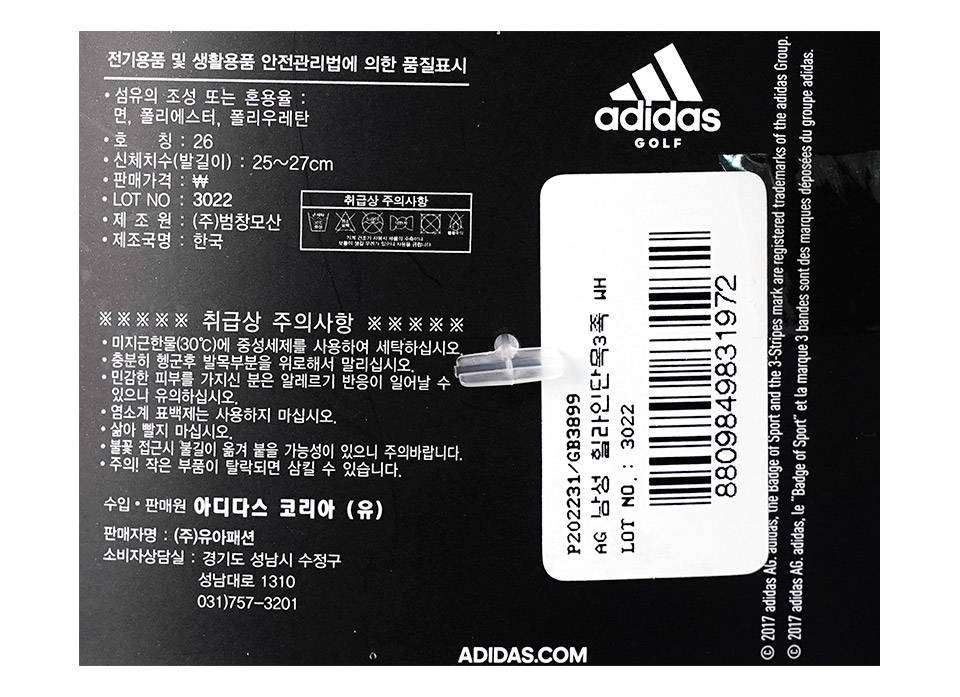 전기용품 및 생활용품 안전관리법에 의한 품질표시
• 섬유의 조성 또는 혼용율 :
면, 폴리에스터, 폴리우레탄
• 호 칭 : 26
• 신체치수(발길이) : 25~27cm
• 판매가격 : ₩
• LOT NO : 3022
• 제 조 원 : (주)범창모산
• 제조국명 : 한국
취급상 주의사항
※※※※※ 취급상 주의사항 ※※※※※
• 미지근한물(30℃)에 중성세제를 사용하여 세탁하십시오.
• 충분히 헹군후 발목부분을 위로해서 말리십시오.
• 민감한 피부를 가지신 분은 알레르기 반응이 일어날 수
있으니 유의하십시오.
• 염소계 표백제는 사용하지 마십시오.
• 삶아 빨지 마십시오.
• 불꽃 접근시 불길이 옮겨 붙을 가능성이 있으니 주의바랍니다.
• 주의! 작은 부품이 탈락되면 삼킬 수 있습니다.
수입 • 판매원 아디다스 코리아 (유)
판매자명 : (주)유아패션
소비자상담실 : 경기도 성남시 수정구
성남대로 1310
031)757-3201
adidas
GOLF
P202231/GB3899
AG 남성 힐라인단목3족 WH
LOT NO. : 3022
8809849831972
© 2017 adidas AG. adidas, the Badge of Sport and the 3-Stripes mark are registered trademarks of the adidas Group.
© 2017 adidas AG. adidas, le "Badge of Sport" et la marque 3 bandes sont des marques déposées du groupe adidas.
ADIDAS.COM